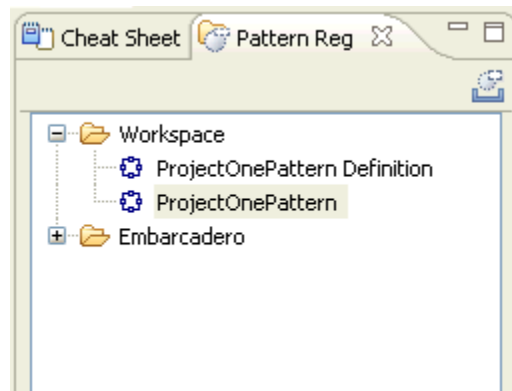 Cheat Sheet Pattern Reg
Workspace
ProjectOnePattern Definition
ProjectOnePattern
Embarcadero